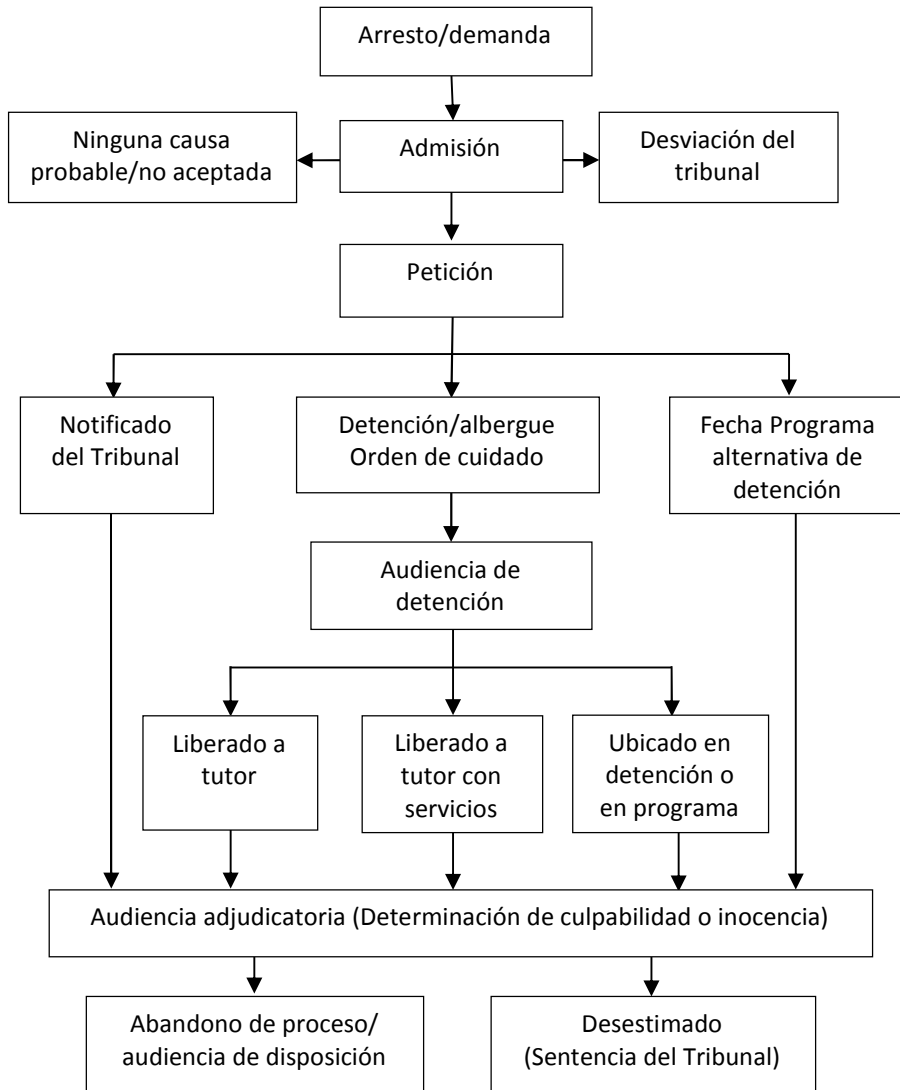 Arresto/demanda
Ninguna causa
probable/no aceptada
Admisión
Desviación del
tribunal
Petición
Notificado
del Tribunal
Detención/albergue
Orden de cuidado
Fecha Programa
alternativa de
detención
Audiencia de
detención
Liberado a
tutor
Liberado a
tutor con
servicios
Ubicado en
detención o
en programa
Audiencia adjudicatoria (Determinación de culpabilidad o inocencia)
Abandono de proceso/
audiencia de disposición
Desestimado
(Sentencia del Tribunal)